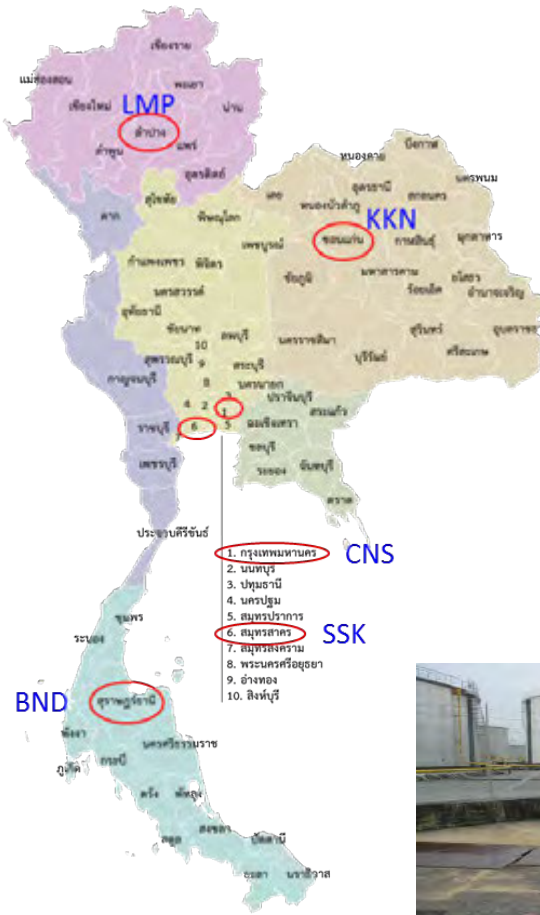 เชียงราย
แม่ฮ่องสอน
พะเยา
เชียงใหม่
LMP
น่าน
ลำปาง
ลำพูน
แพร่
อุตรดิตถ์
บึงกาฬ
หนองคาย
นครพนม
เลย
อุดรธานี
สกลนคร
หนองบัวลำภู
KKN
สุโขทัย
ตาก
พิษณุโลก
เพชรบูรณ์
ขอนแก่น
กาฬสินธุ์
มุกดาหาร
กำแพงเพชร
พิจิตร
ชัยภูมิ
มหาสารคาม
ร้อยเอ็ด
ยโสธร
อำนาจเจริญ
นครสวรรค์
อุทัยธานี
ชัยนาท
ลพบุรี
10
สุพรรณบุรี
9
สระบุรี
นครราชสีมา
บุรีรัมย์
สุรินทร์
ศรีสะเกษ
กาญจนบุรี
8
นครนายก
ปราจีนบุรี
4
2
3
1
สระแก้ว
ราชบุรี
6
5
ฉะเชิงเทรา
7
ชลบุรี
เพชรบุรี
ระยอง
จันทบุรี
ตราด
ประจวบคีรีขันธ์
1. กรุงเทพมหานคร
CNS
2. นนทบุรี
3. ปทุมธานี
4. นครปฐม
5. สมุทรปราการ
6. สมุทรสาคร
SSK
7. สมุทรสงคราม
8. พระนครศรีอยุธยา
9. อ่างทอง
10. สิงห์บุรี
ชุมพร
ระนอง
BND
สุราษฎร์ธานี
พังงา
นครศรีธรรมราช
ภูเก็ต
กระบี่
ตรัง
พัทลุง
สตูล
สงขลา
ปัตตานี
ยะลา
นราธิวาส